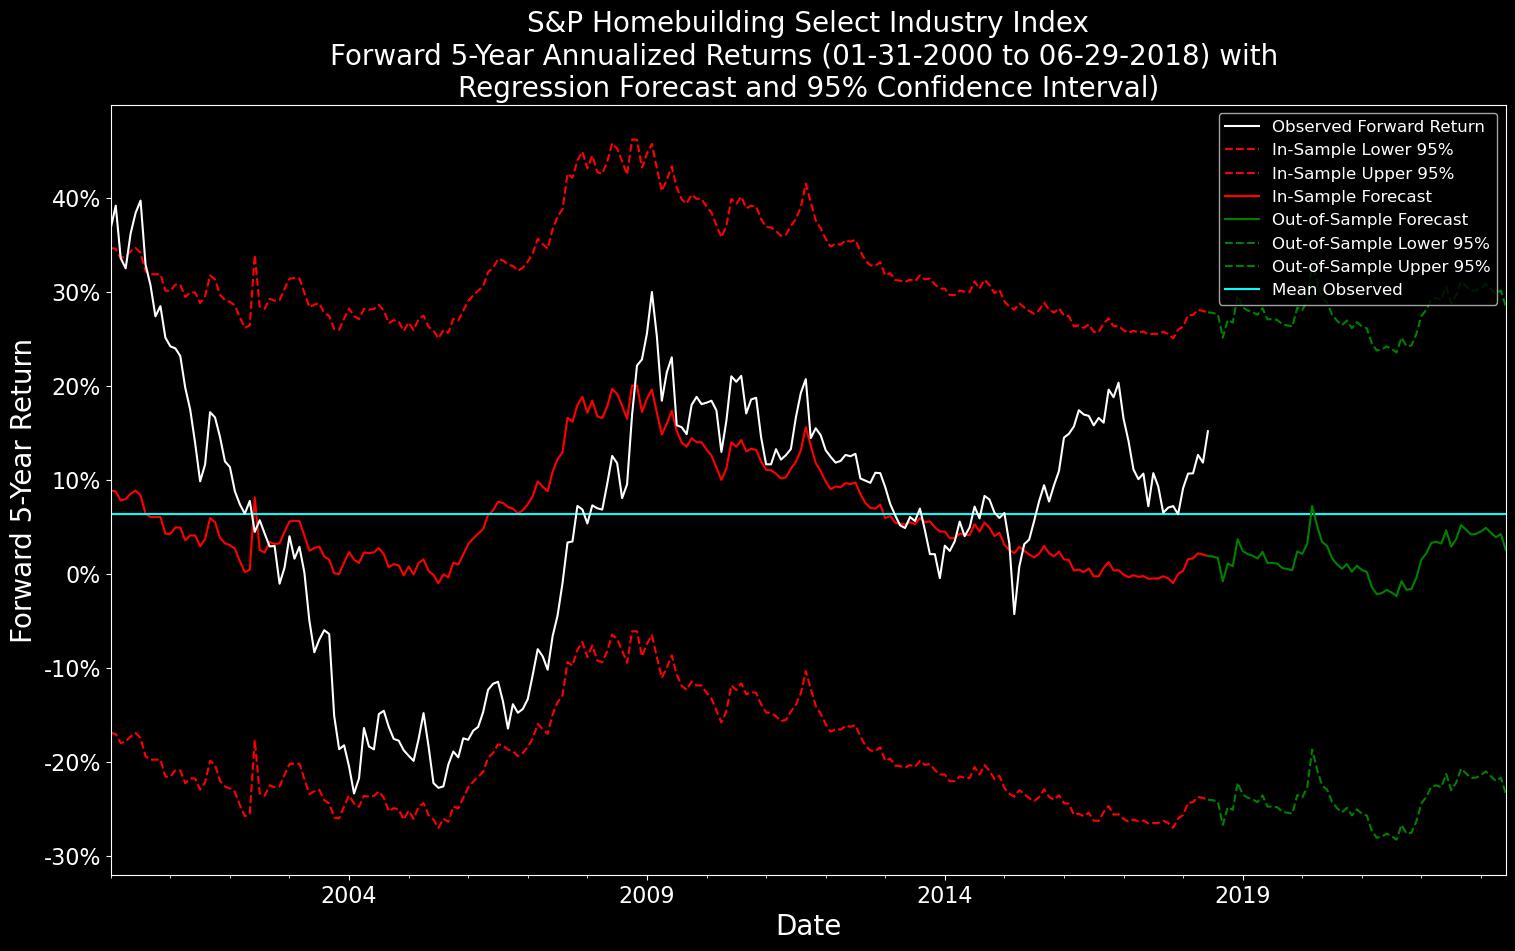 S&P Homebuilding Select Industry Index
Forward 5-Year Annualized Returns (01-31-2000 to 06-29-2018) with
Regression Forecast and 95% Confidence Interval)
Observed Forward Return
In-Sample Lower 95%
In-Sample Upper 95%
In-Sample Forecast
Out-of-Sample Forecast
Out-of-Sample Lower 95%
Out-of-Sample Upper 95%
Mean Observed
Forward 5-Year Return
40%
30%
20%
10%
0%
-10%
-20%
-30%
2004
2009
2014
2019
Date